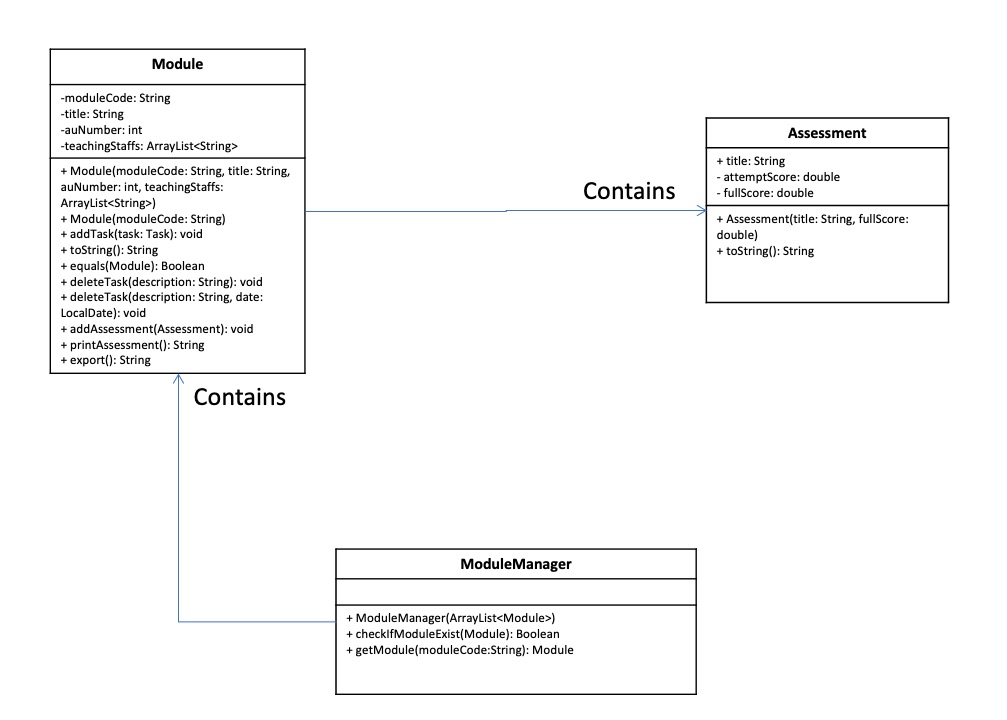 Module
-moduleCode: String
-title: String
-auNumber: int
-teachingStaffs: ArrayList<String>
+ Module(moduleCode: String, title: String,
auNumber: int, teachingStaffs:
ArrayList<String>)
+ Module(moduleCode: String)
+ addTask(task: Task): void
+ toString(): String
+ equals(Module): Boolean
+ deleteTask(description: String): void
+ deleteTask(description: String, date:
LocalDate): void
+ addAssessment(Assessment): void
+ printAssessment(): String
+ export(): String
Contains
Assessment
+ title: String
- attemptScore: double
- fullScore: double
+ Assessment(title: String, fullScore:
double)
+ toString(): String
Contains
ModuleManager
+ ModuleManager(ArrayList<Module>)
+ checkIfModuleExist(Module): Boolean
+ getModule(moduleCode:String): Module